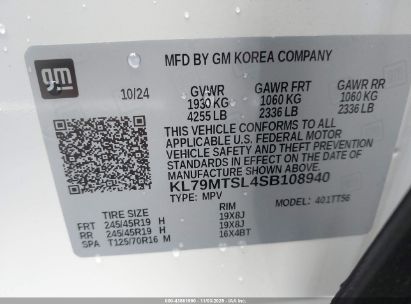 gm
MFD BY GM KOREA COMPANY
10/24 GVWR GAWR FRT GAWR RR
1930 KG 1060 KG 1060 KG
4255 LB 2336 LB 2336 LB
THIS VEHICLE CONFORMS TO ALL
APPLICABLE U.S. FEDERAL MOTOR
VEHICLE SAFETY AND THEFT PREVENTION
STANDARDS IN EFFECT ON THE DATE OF
MANUFACTURE SHOWN ABOVE.
KL79MTSL4SB108940
TYPE: MPV MODEL: 401TT56
TIRE SIZE RIM
FRT 245/45R19 H 19X8J
RR 245/45R19 H 19X8J
SPA T125/70R16 M 16X4BT